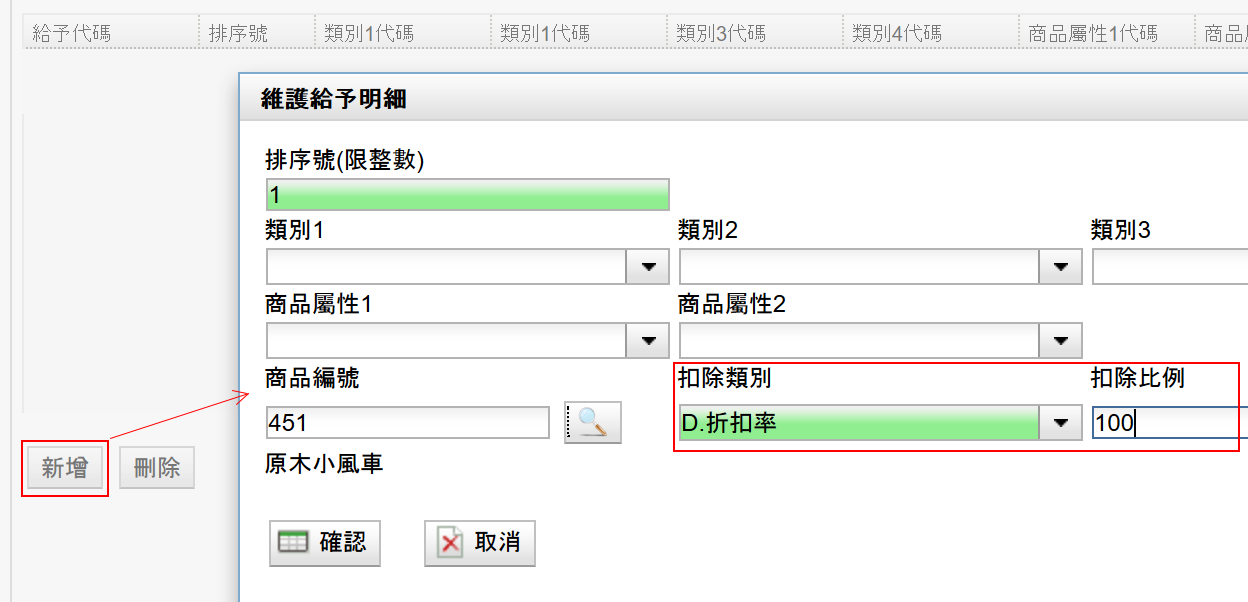 給予代碼 排序號 類別1代碼 類別1代碼 類別3代碼 類別4代碼 商品屬性1代碼 商品
維護給予明細
排序號(限整數)
1
類別1 類別2 類別3
商品屬性1 商品屬性2
商品編號 扣除類別 扣除比例
451 D.折扣率 100
新增 刪除 原木小風車
確認 取消